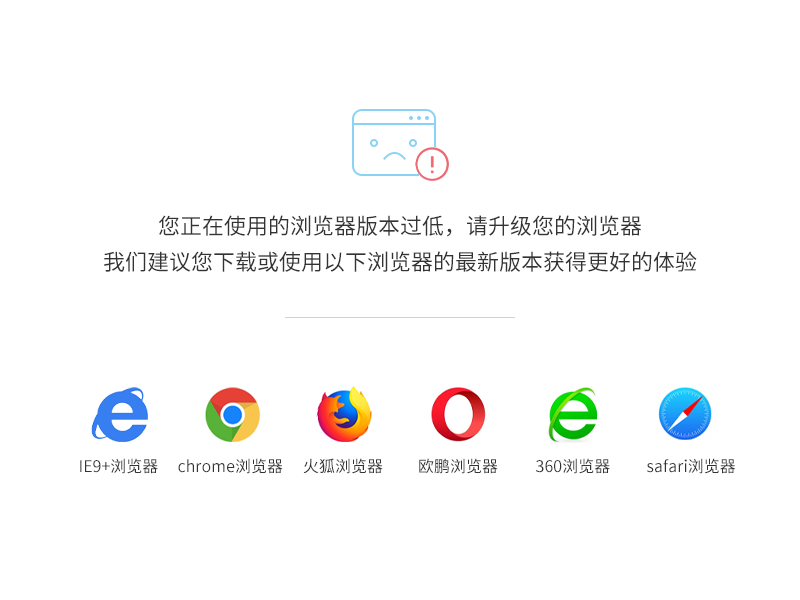 您正在使用的浏览器版本过低，请升级您的浏览器
我们建议您下载或使用以下浏览器的最新版本获得更好的体验
IE9+浏览器 chrome浏览器 火狐浏览器 欧鹏浏览器 360浏览器 safari浏览器